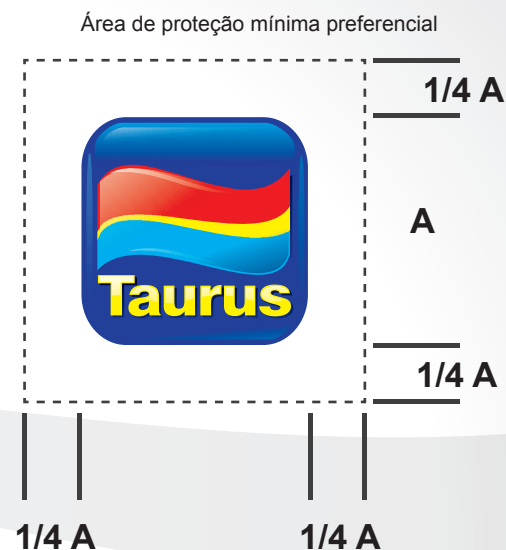 Área de proteção mínima preferencial
1/4 A
A
Taurus
1/4 A
1/4 A
1/4 A